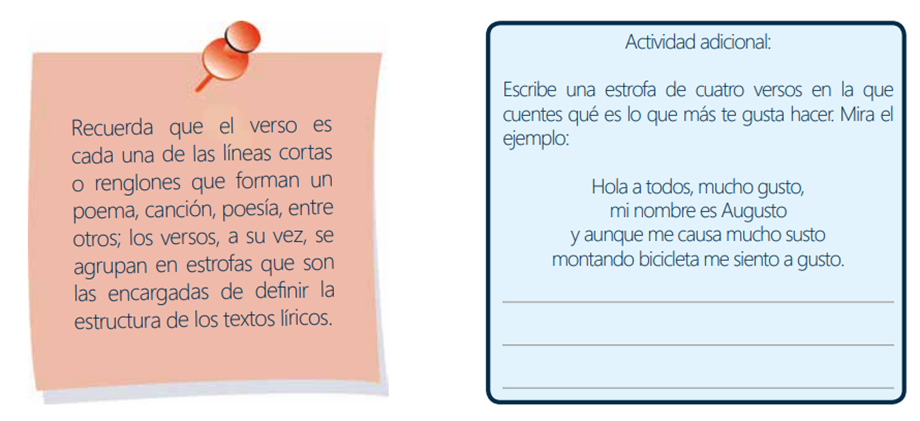 Recuerda que el verso es
cada una de las líneas cortas
o renglones que forman un
poema, canción, poesía, entre
otros; los versos, a su vez, se
agrupan en estrofas que son
las encargadas de definir la
estructura de los textos líricos.
Actividad adicional:
Escribe una estrofa de cuatro versos en la que
cuentes qué es lo que más te gusta hacer. Mira el
ejemplo:
Hola a todos, mucho gusto,
mi nombre es Augusto
y aunque me causa mucho susto
montando bicicleta me siento a gusto.